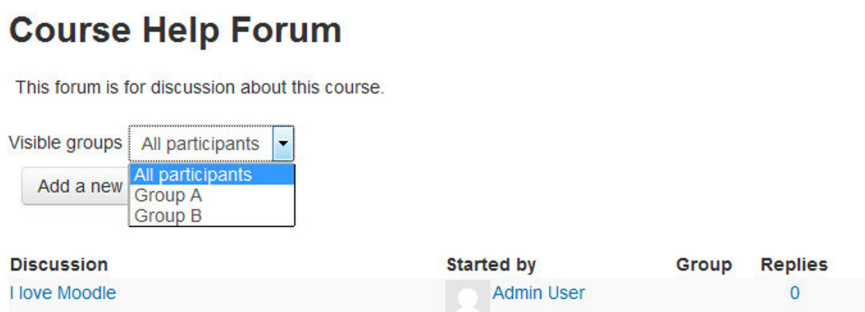 Course Help Forum
This forum is for discussion about this course.
Visible groups All participants
All participants
Add a new
Group A
Group B
Discussion Started by Group Replies
I love Moodle Admin User 0